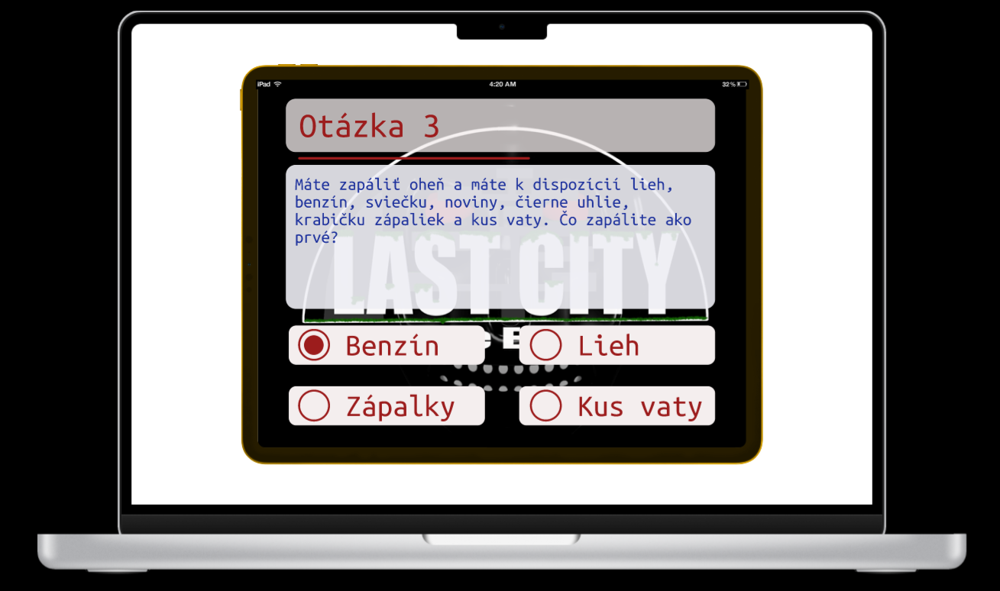 iPad 4:20 AM 32%
Otázka 3
Máte zapáliť oheň a máte k dispozícií lieh,
benzín, sviečku, noviny, čierne uhlie,
krabičku zápaliek a kus vaty. Čo zapálite ako
prvé?
LAST CITY
Benzín
Lieh
Zápalky
Kus vaty